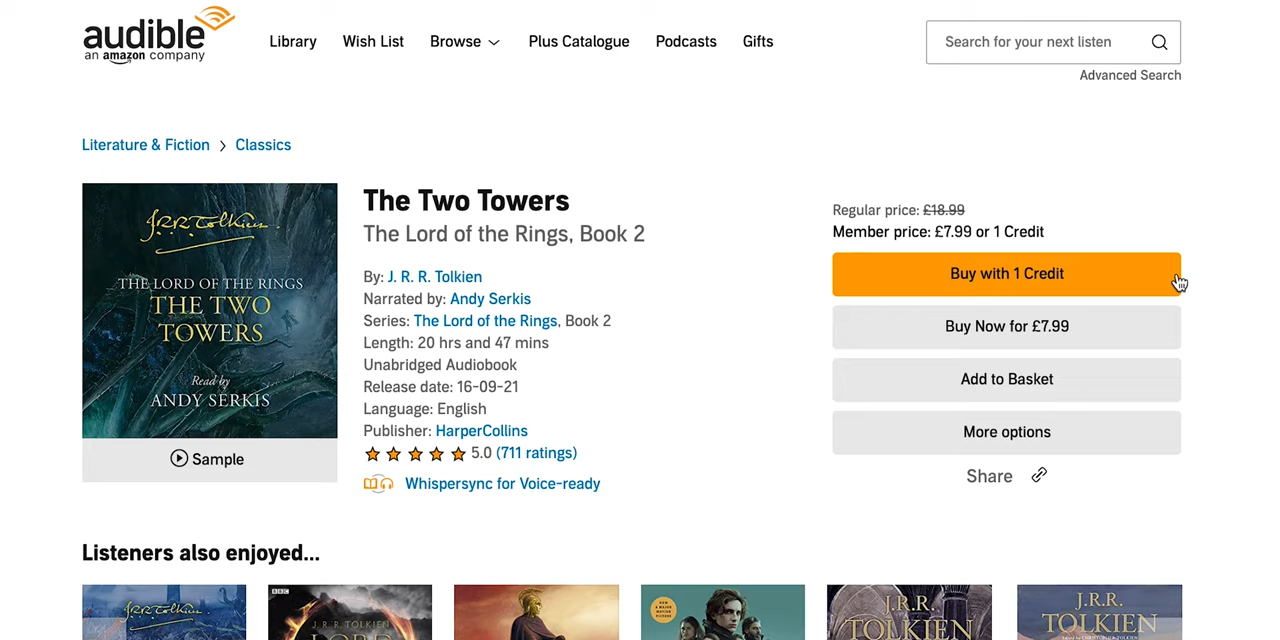 audible
an amazon company
Library
Wish List
Browse
Plus Catalogue
Podcasts
Gifts
Search for your next listen
Advanced Search
Literature & Fiction
Classics
J.R.R. Tolkien
THE LORD OF THE RINGS
THE TWO
TOWERS
Read by
ANDY SERKIS
Sample
The Two Towers
The Lord of the Rings, Book 2
By: J. R. R. Tolkien
Narrated by: Andy Serkis
Series: The Lord of the Rings, Book 2
Length: 20 hrs and 47 mins
Unabridged Audiobook
Release date: 16-09-21
Language: English
Publisher: HarperCollins
5.0 (711 ratings)
Whispersync for Voice-ready
Regular price: £18.99
Member price: £7.99 or 1 Credit
Buy with 1 Credit
Buy Now for £7.99
Add to Basket
More options
Share
Listeners also enjoyed...
J.R.R. Tolkien
BBC
J.R.R. TOLKIEN
LORD
J.R.R.
TOLKIEN
J.R.R.
TOLKIEN